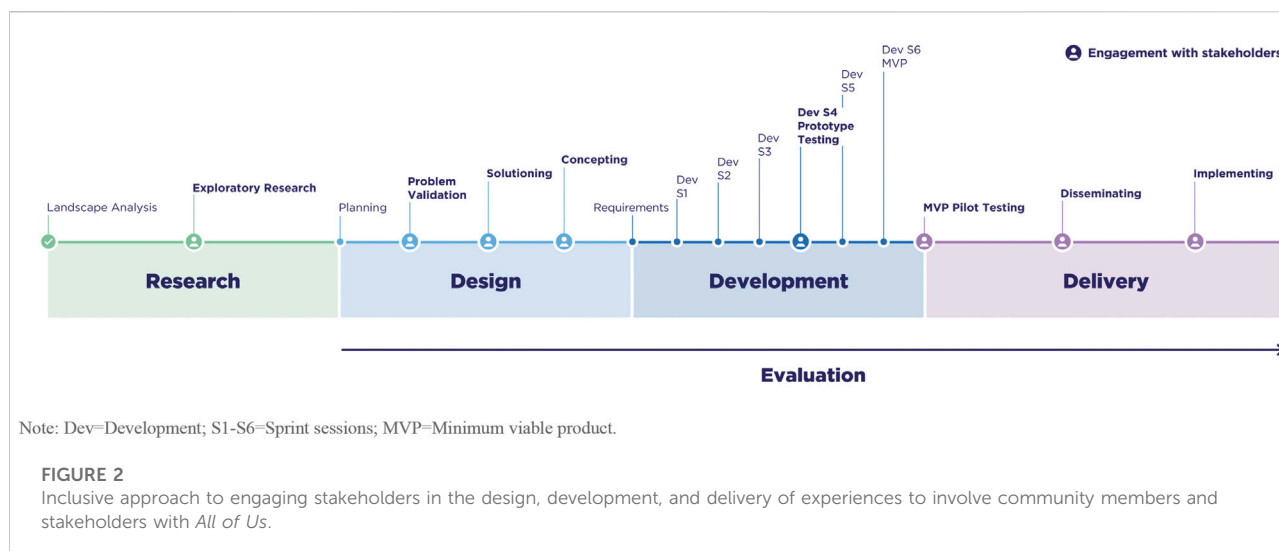 Engagement with stakeholders
Landscape Analysis
Exploratory Research
Planning
Problem
Validation
Solutioning
Concepting
Requirements
Dev
S1
Dev
S2
Dev
S3
Dev S4
Prototype
Testing
Dev
S5
Dev S6
MVP
MVP Pilot Testing
Disseminating
Implementing
Research
Design
Development
Delivery
Evaluation
Note: Dev=Development; S1-S6=Sprint sessions; MVP=Minimum viable product.
FIGURE 2
Inclusive approach to engaging stakeholders in the design, development, and delivery of experiences to involve community members and
stakeholders with All of Us.